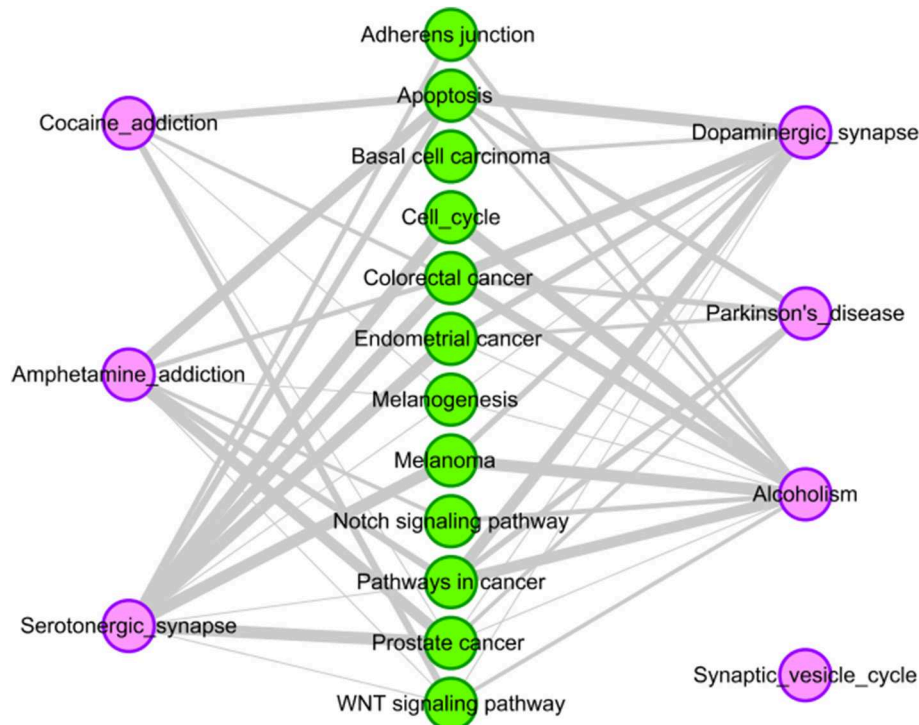 Adherens junction
Apoptosis
Cocaine_addiction
Dopaminergic_synapse
Basal cell carcinoma
Cell_cycle
Colorectal cancer
Parkinson's_disease
Endometrial cancer
Amphetamine_addiction
Melanogenesis
Melanoma
Alcoholism
Notch signaling pathway
Pathways in cancer
Serotonergic_synapse
Prostate cancer
Synaptic_vesicle_cycle
WNT signaling pathway